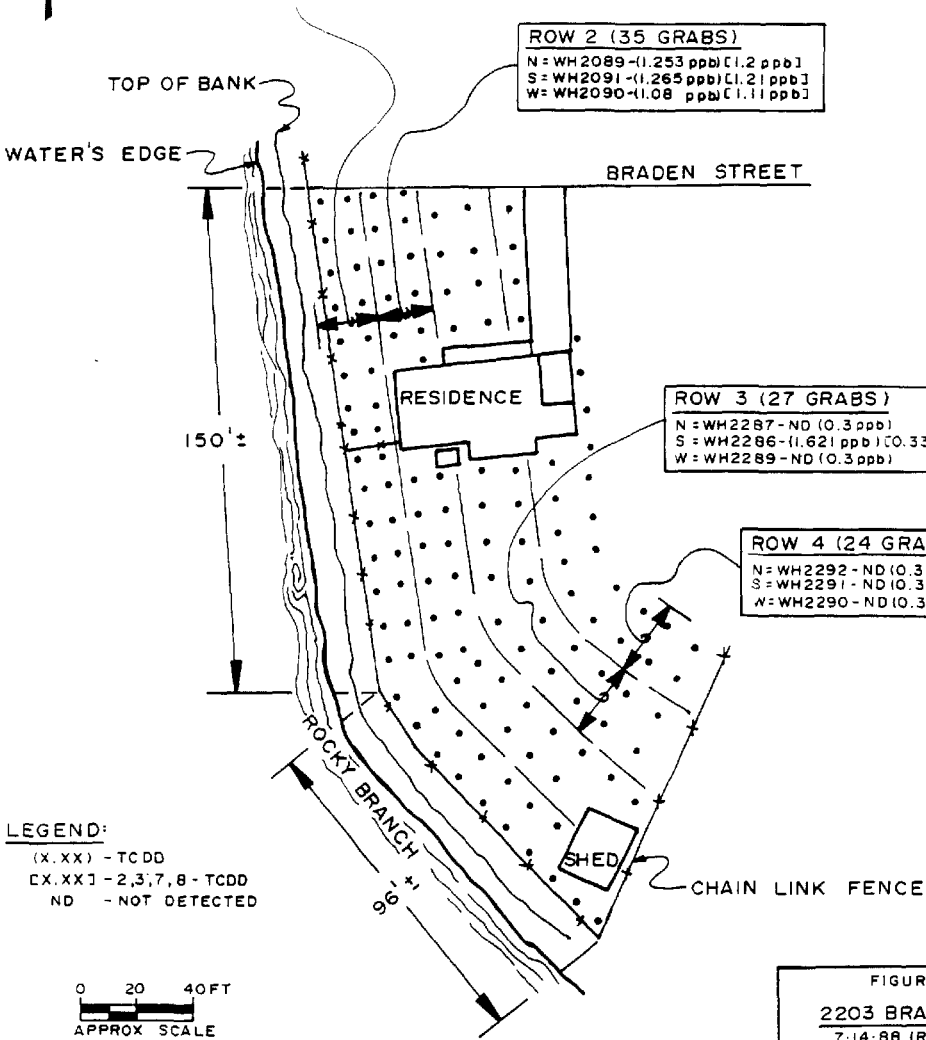 ROW 2 (35 GRABS)
N=WH2089-(1.253 ppb)[1.2 ppb]
S=WH2091-(1.265 ppb)[1.21 ppb]
W=WH2090-(1.08 ppb)[1.11 ppb]
TOP OF BANK
WATER'S EDGE
BRADEN STREET
RESIDENCE
ROW 3 (27 GRABS)
N=WH2287-ND (0.3 ppb)
S=WH2286-(1.621 ppb)[0.33
W=WH2289-ND (0.3 ppb)
150'±
ROW 4 (24 GRA
N=WH2292-ND (0.3
S=WH2291-ND (0.3
W=WH2290-ND (0.3
ROCKY BRANCH
96'±
SHED
CHAIN LINK FENCE
LEGEND:
(X.XX) - TCDD
[X.XX] - 2,3,7,8 - TCDD
ND - NOT DETECTED
0 20 40FT
APPROX SCALE
FIGUR
2203 BRA
7-14-88 (R